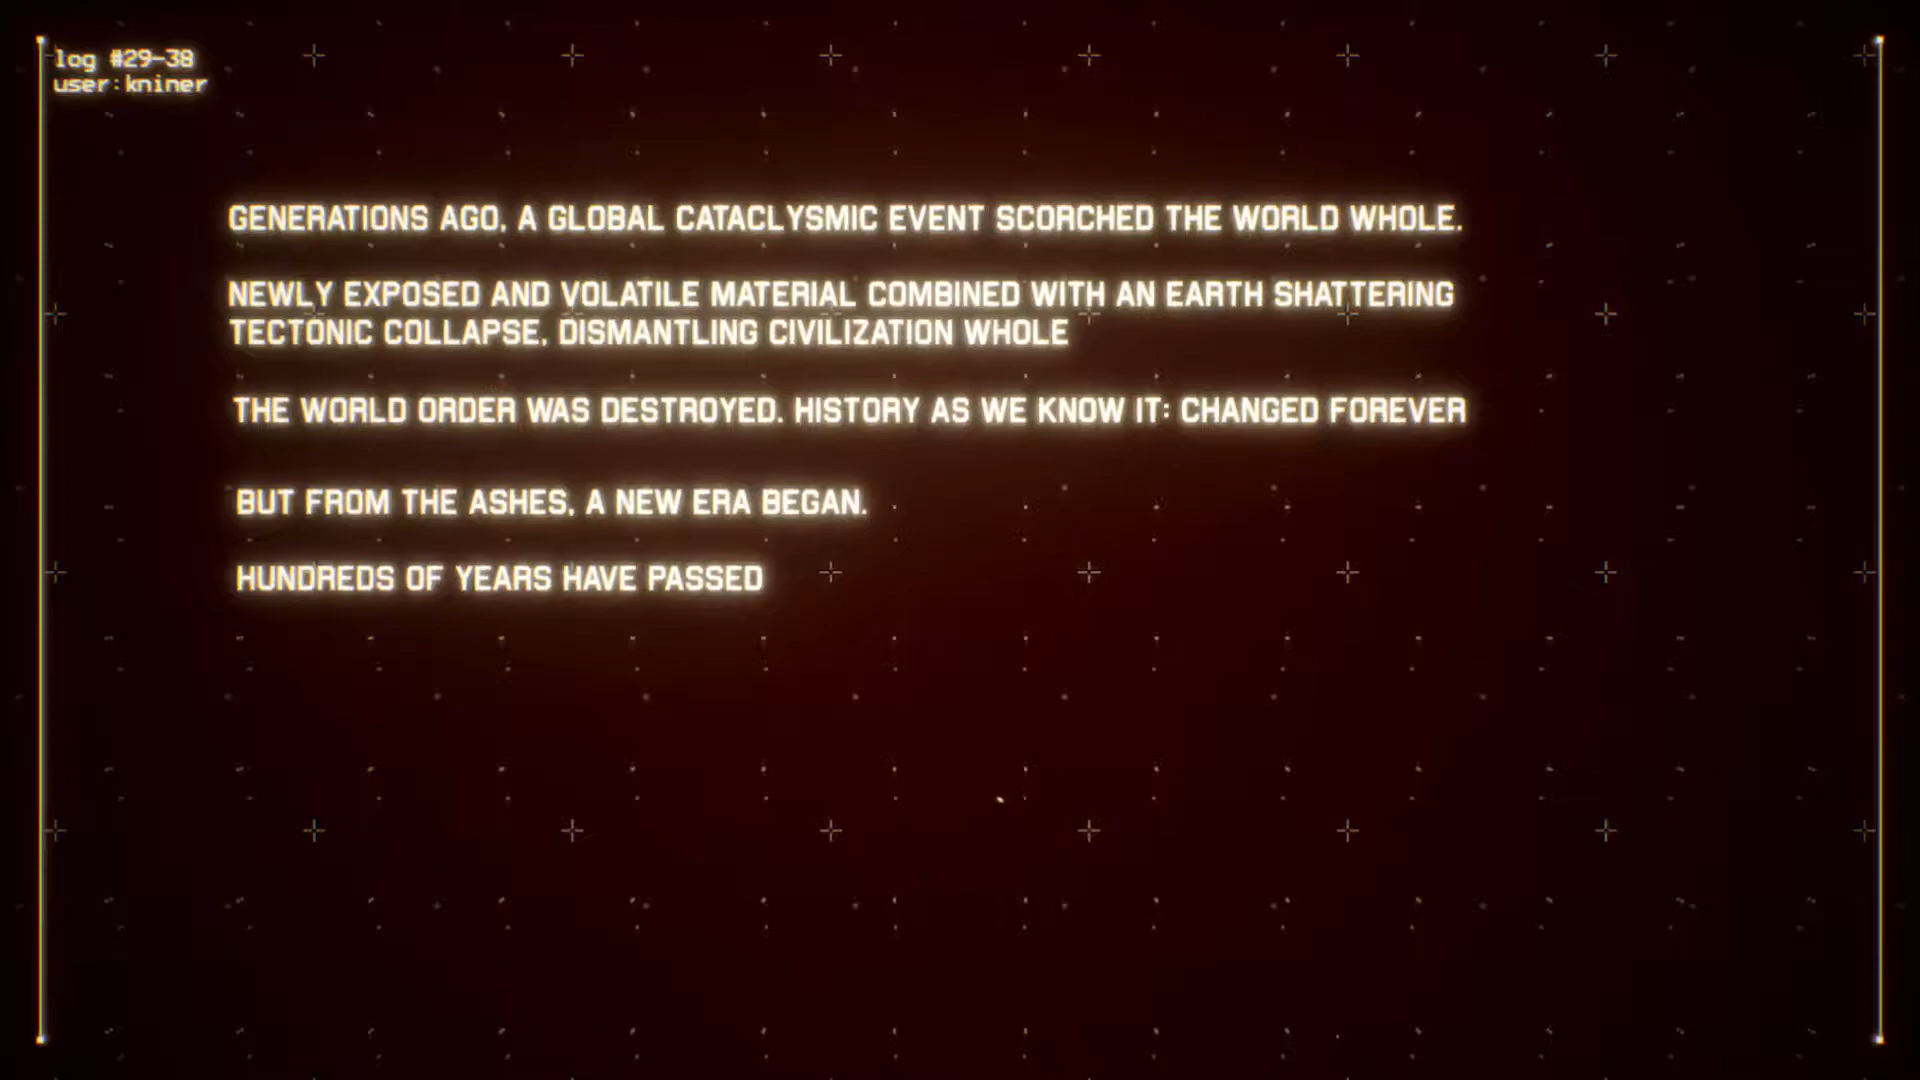 log #29-38
user:kniner
GENERATIONS AGO, A GLOBAL CATACLYSMIC EVENT SCORCHED THE WORLD WHOLE.
NEWLY EXPOSED AND VOLATILE MATERIAL COMBINED WITH AN EARTH SHATTERING
TECTONIC COLLAPSE, DISMANTLING CIVILIZATION WHOLE
THE WORLD ORDER WAS DESTROYED. HISTORY AS WE KNOW IT: CHANGED FOREVER
BUT FROM THE ASHES, A NEW ERA BEGAN.
HUNDREDS OF YEARS HAVE PASSED